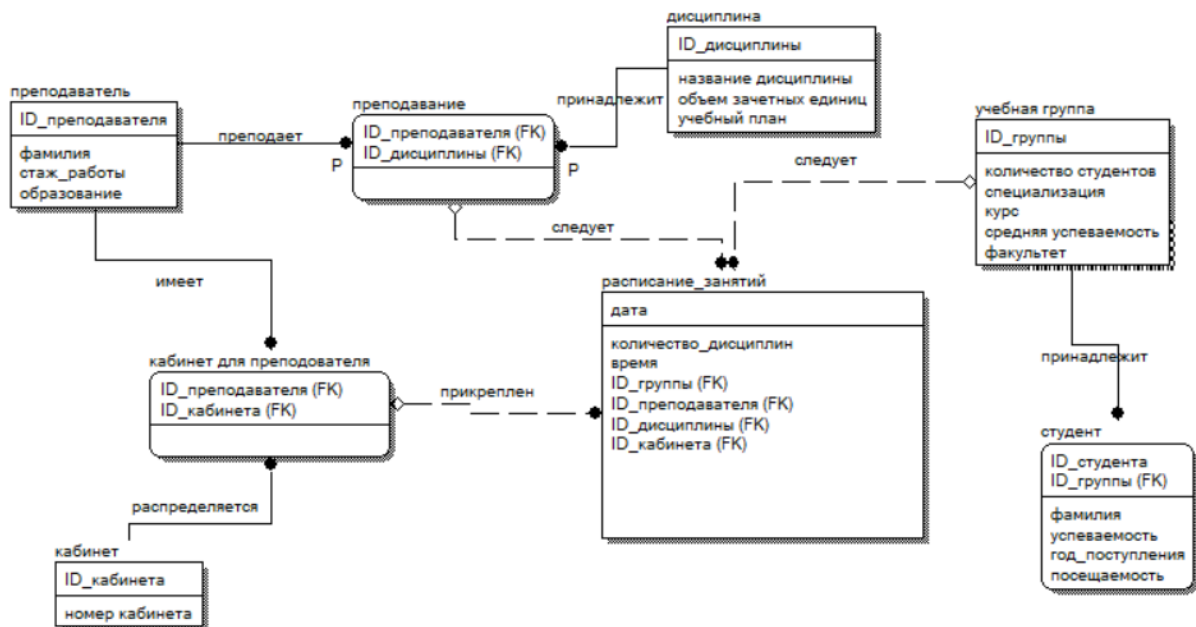 дисциплина
ID_дисциплины
название дисциплины
объем зачетных единиц
учебный план
преподаватель
ID_преподавателя
фамилия
стаж_работы
образование
преподает
P
преподавание
ID_преподавателя (FK)
ID_дисциплины (FK)
принадлежит
P
учебная группа
ID_группы
количество студентов
специализация
курс
средняя успеваемость
факультет
следует
следует
имеет
расписание_занятий
дата
количество_дисциплин
время
ID_группы (FK)
ID_преподавателя (FK)
ID_дисциплины (FK)
ID_кабинета (FK)
кабинет для преподователя
ID_преподавателя (FK)
ID_кабинета (FK)
прикреплен
принадлежит
студент
ID_студента
ID_группы (FK)
фамилия
успеваемость
год_поступления
посещаемость
распределяется
кабинет
ID_кабинета
номер кабинета